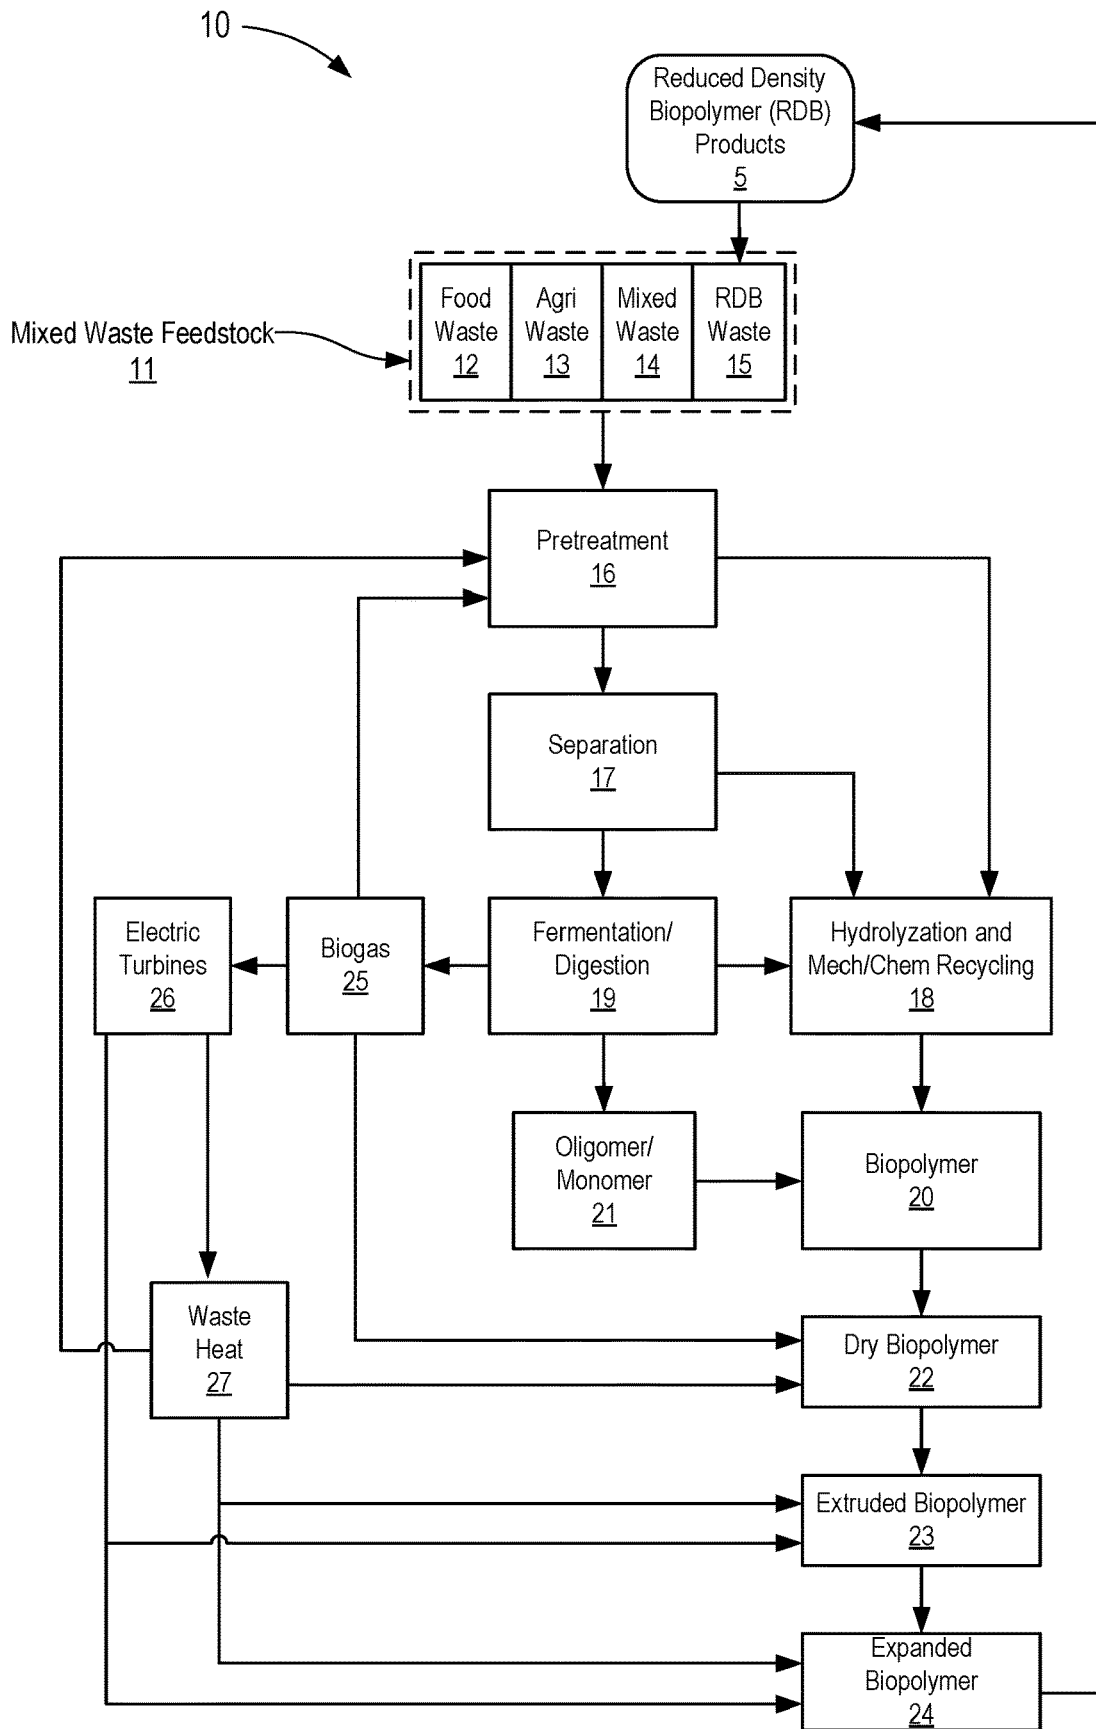 10
Reduced Density
Biopolymer (RDB)
Products
5
Food
Waste
12
Agri
Waste
13
Mixed
Waste
14
RDB
Waste
15
Mixed Waste Feedstock
11
Pretreatment
16
Separation
17
Electric
Turbines
26
Biogas
25
Fermentation/
Digestion
19
Hydrolyzation and
Mech/Chem Recycling
18
Oligomer/
Monomer
21
Biopolymer
20
Waste
Heat
27
Dry Biopolymer
22
Extruded Biopolymer
23
Expanded
Biopolymer
24